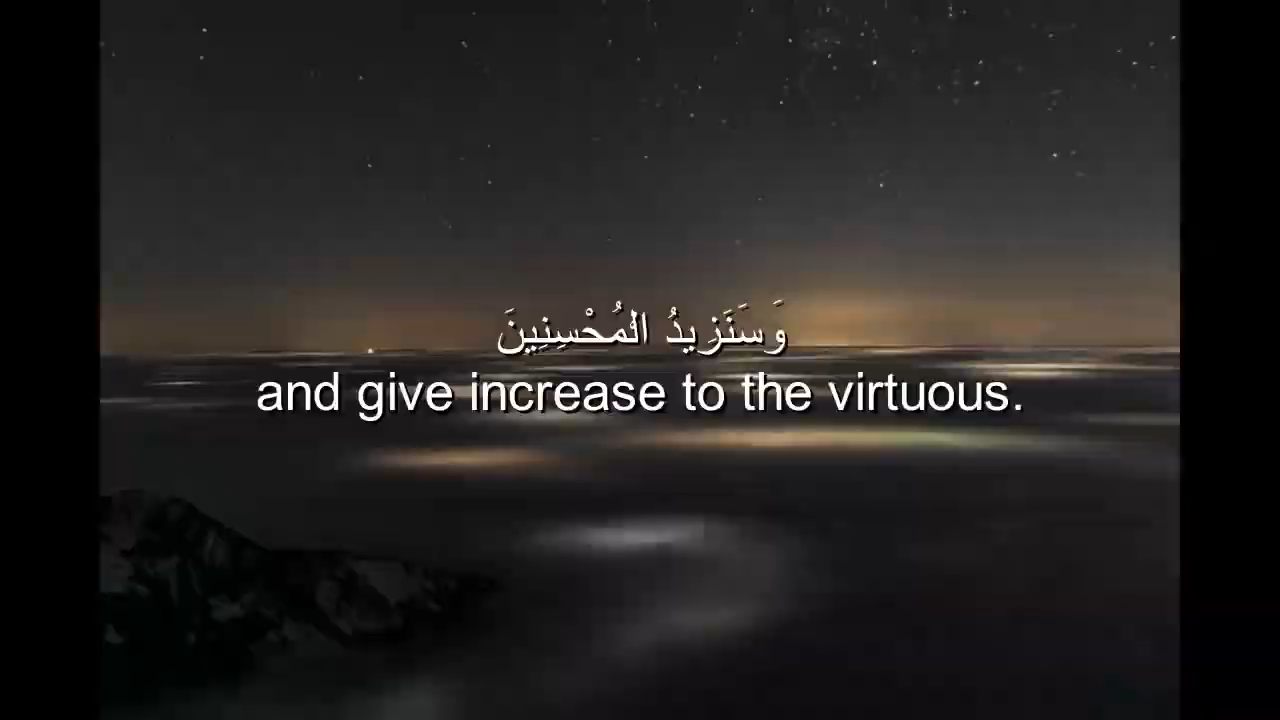 وَسَنَزِيدُ الْمُحْسِنِينَ
and give increase to the virtuous.